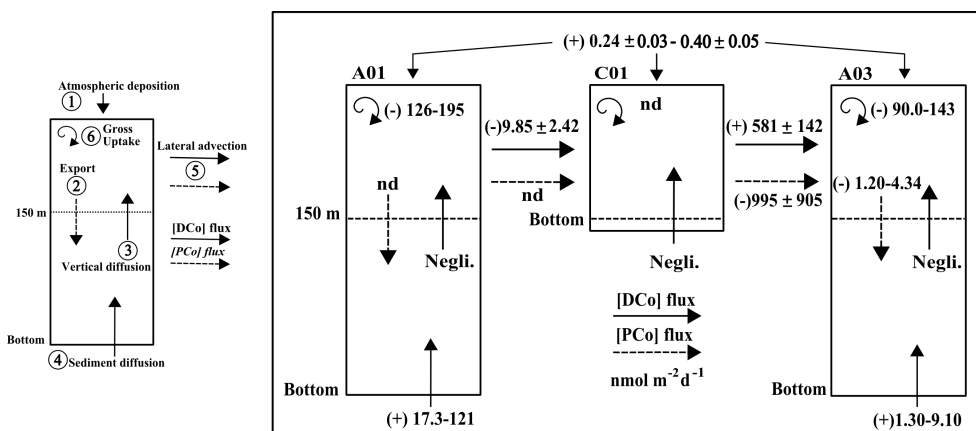 Atmospheric deposition
①
⑥ Gross
Uptake
Lateral advection
⑤
Export
②
150 m
[DCo] flux
③
[PCo] flux
Vertical diffusion
Bottom
④ Sediment diffusion
(+) 0.24 ± 0.03 - 0.40 ± 0.05
A01
C01
A03
(-) 126-195
nd
(-) 90.0-143
(-)9.85 ± 2.42
(+) 581 ± 142
nd
nd
(-) 1.20-4.34
(-)995 ± 905
150 m
Bottom
Negli.
Negli.
Negli.
[DCo] flux
[PCo] flux
nmol m⁻² d⁻¹
Bottom
Bottom
(+) 17.3-121
(+)1.30-9.10